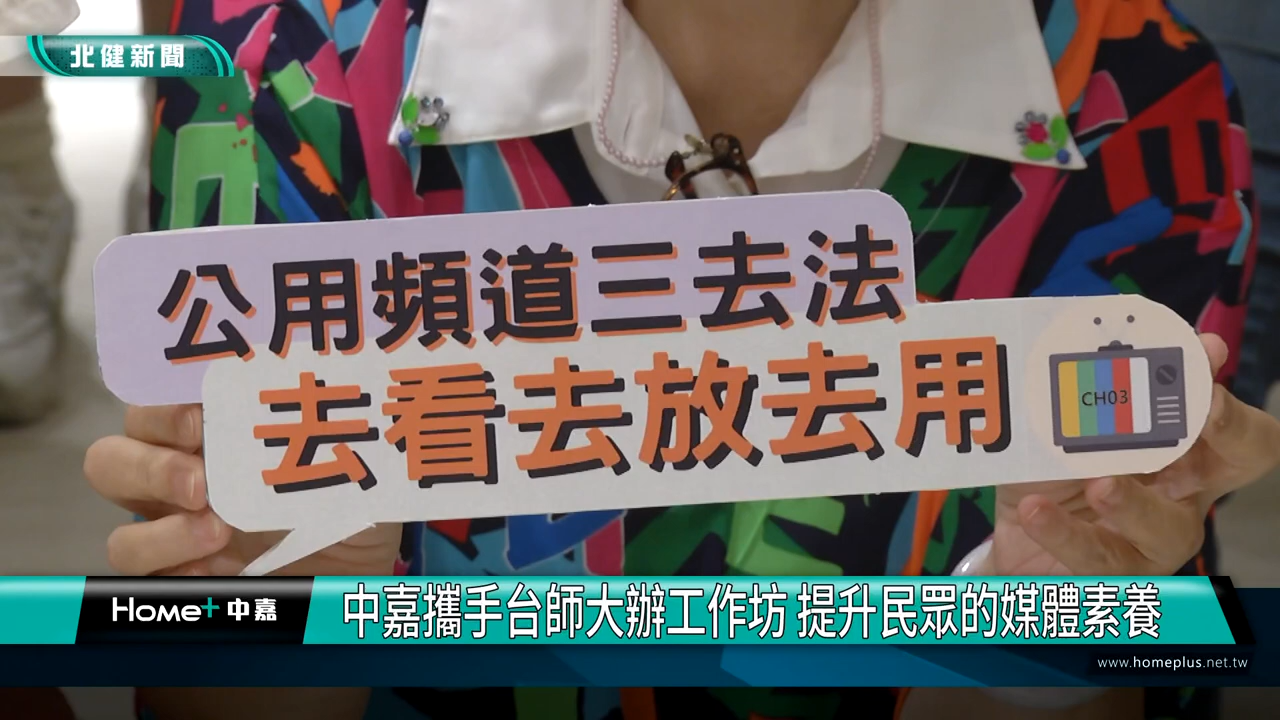 北健新聞
公用頻道三去法
去看去放去用
CH03
Home+中嘉
中嘉攜手台師大辦工作坊 提升民眾的媒體素養
www.homeplus.net.tw